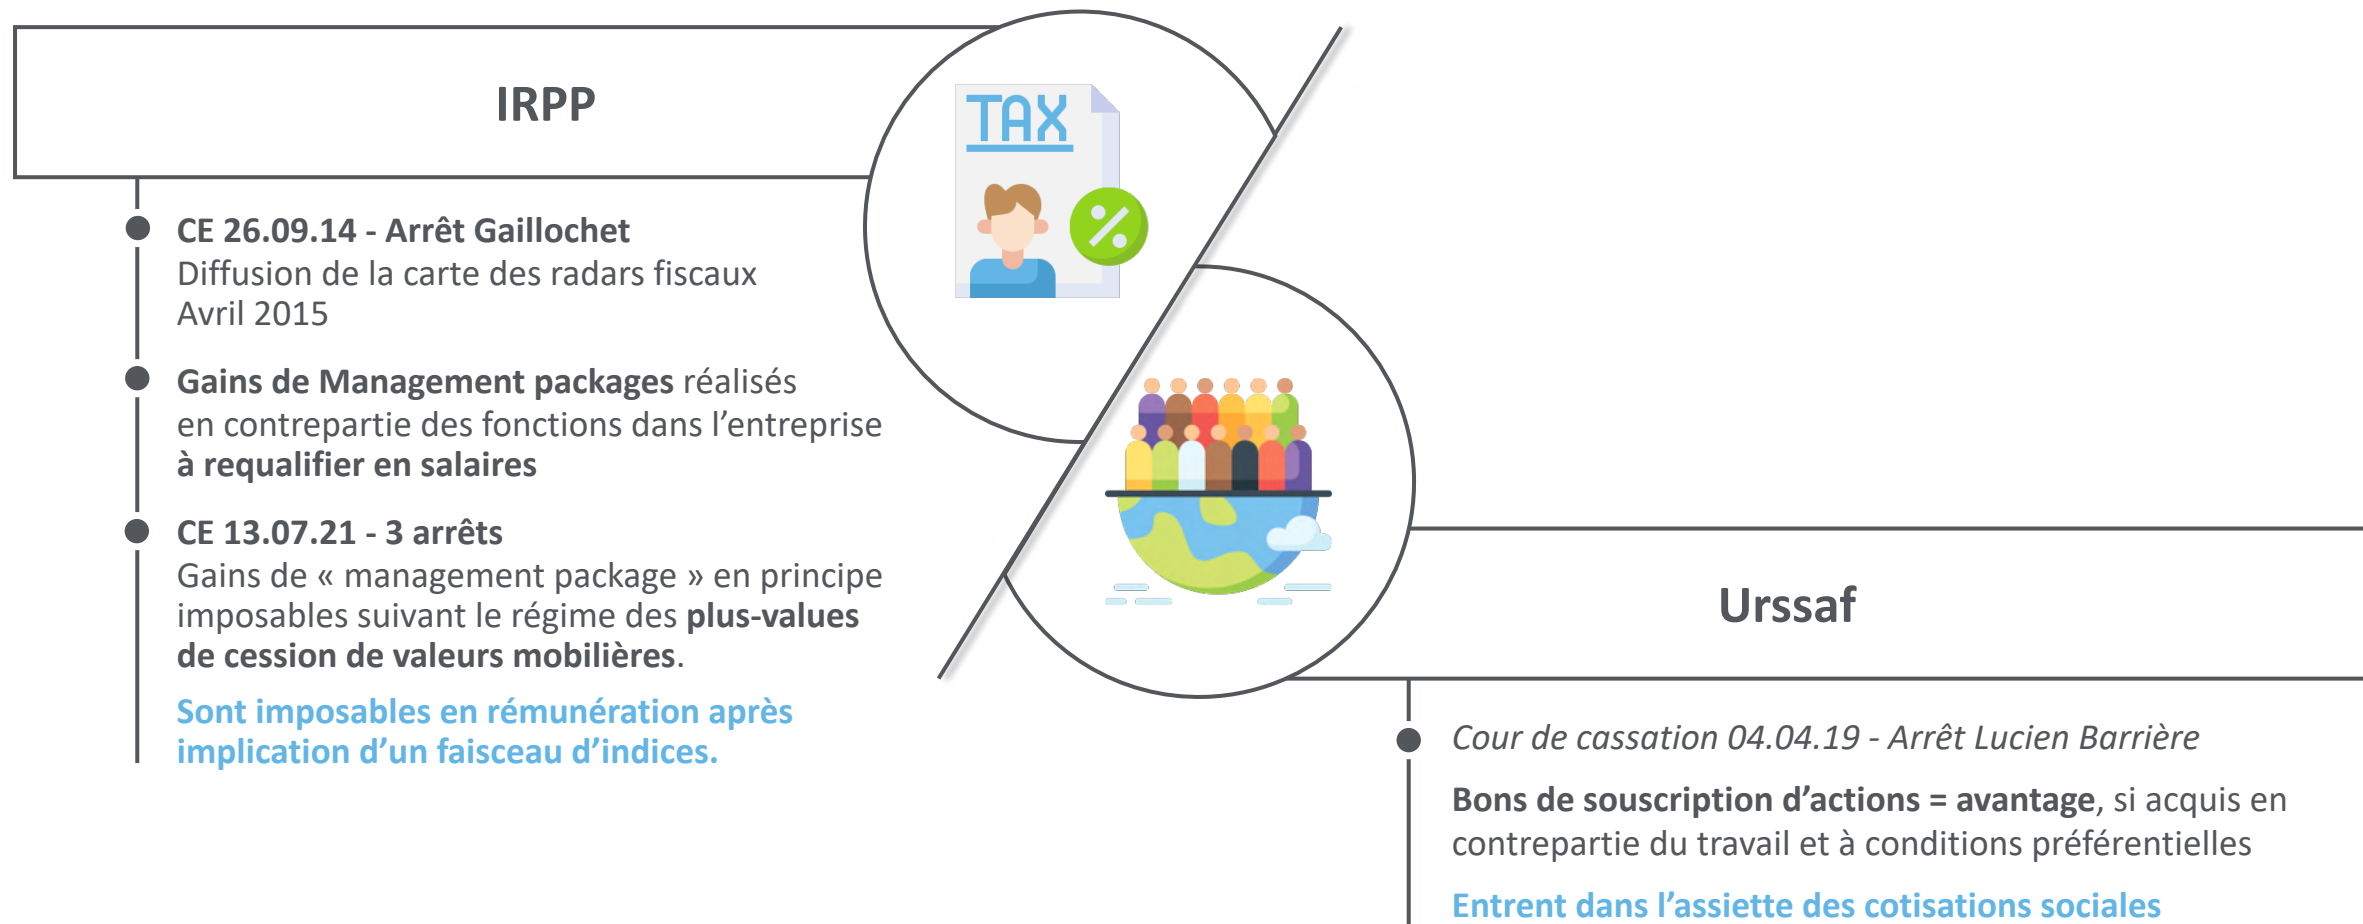 IRPP
TAX
CE 26.09.14 - Arrêt Gaillochet
Diffusion de la carte des radars fiscaux
Avril 2015
Gains de Management packages réalisés
en contrepartie des fonctions dans l’entreprise
à requalifier en salaires
CE 13.07.21 - 3 arrêts
Gains de « management package » en principe
imposables suivant le régime des plus-values
de cession de valeurs mobilières.
Sont imposables en rémunération après
implication d’un faisceau d’indices.
Urssaf
Cour de cassation 04.04.19 - Arrêt Lucien Barrière
Bons de souscription d’actions = avantage, si acquis en
contrepartie du travail et à conditions préférentielles
Entrent dans l’assiette des cotisations sociales